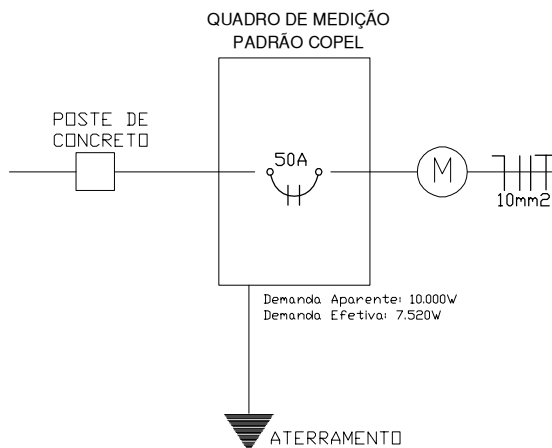 QUADRO DE MEDIÇÃO
PADRÃO COPEL
POSTE DE
CONCRETO
50A
M
10mm2
Demanda Aparente: 10.000W
Demanda Efetiva: 7.520W
ATERRAMENTO